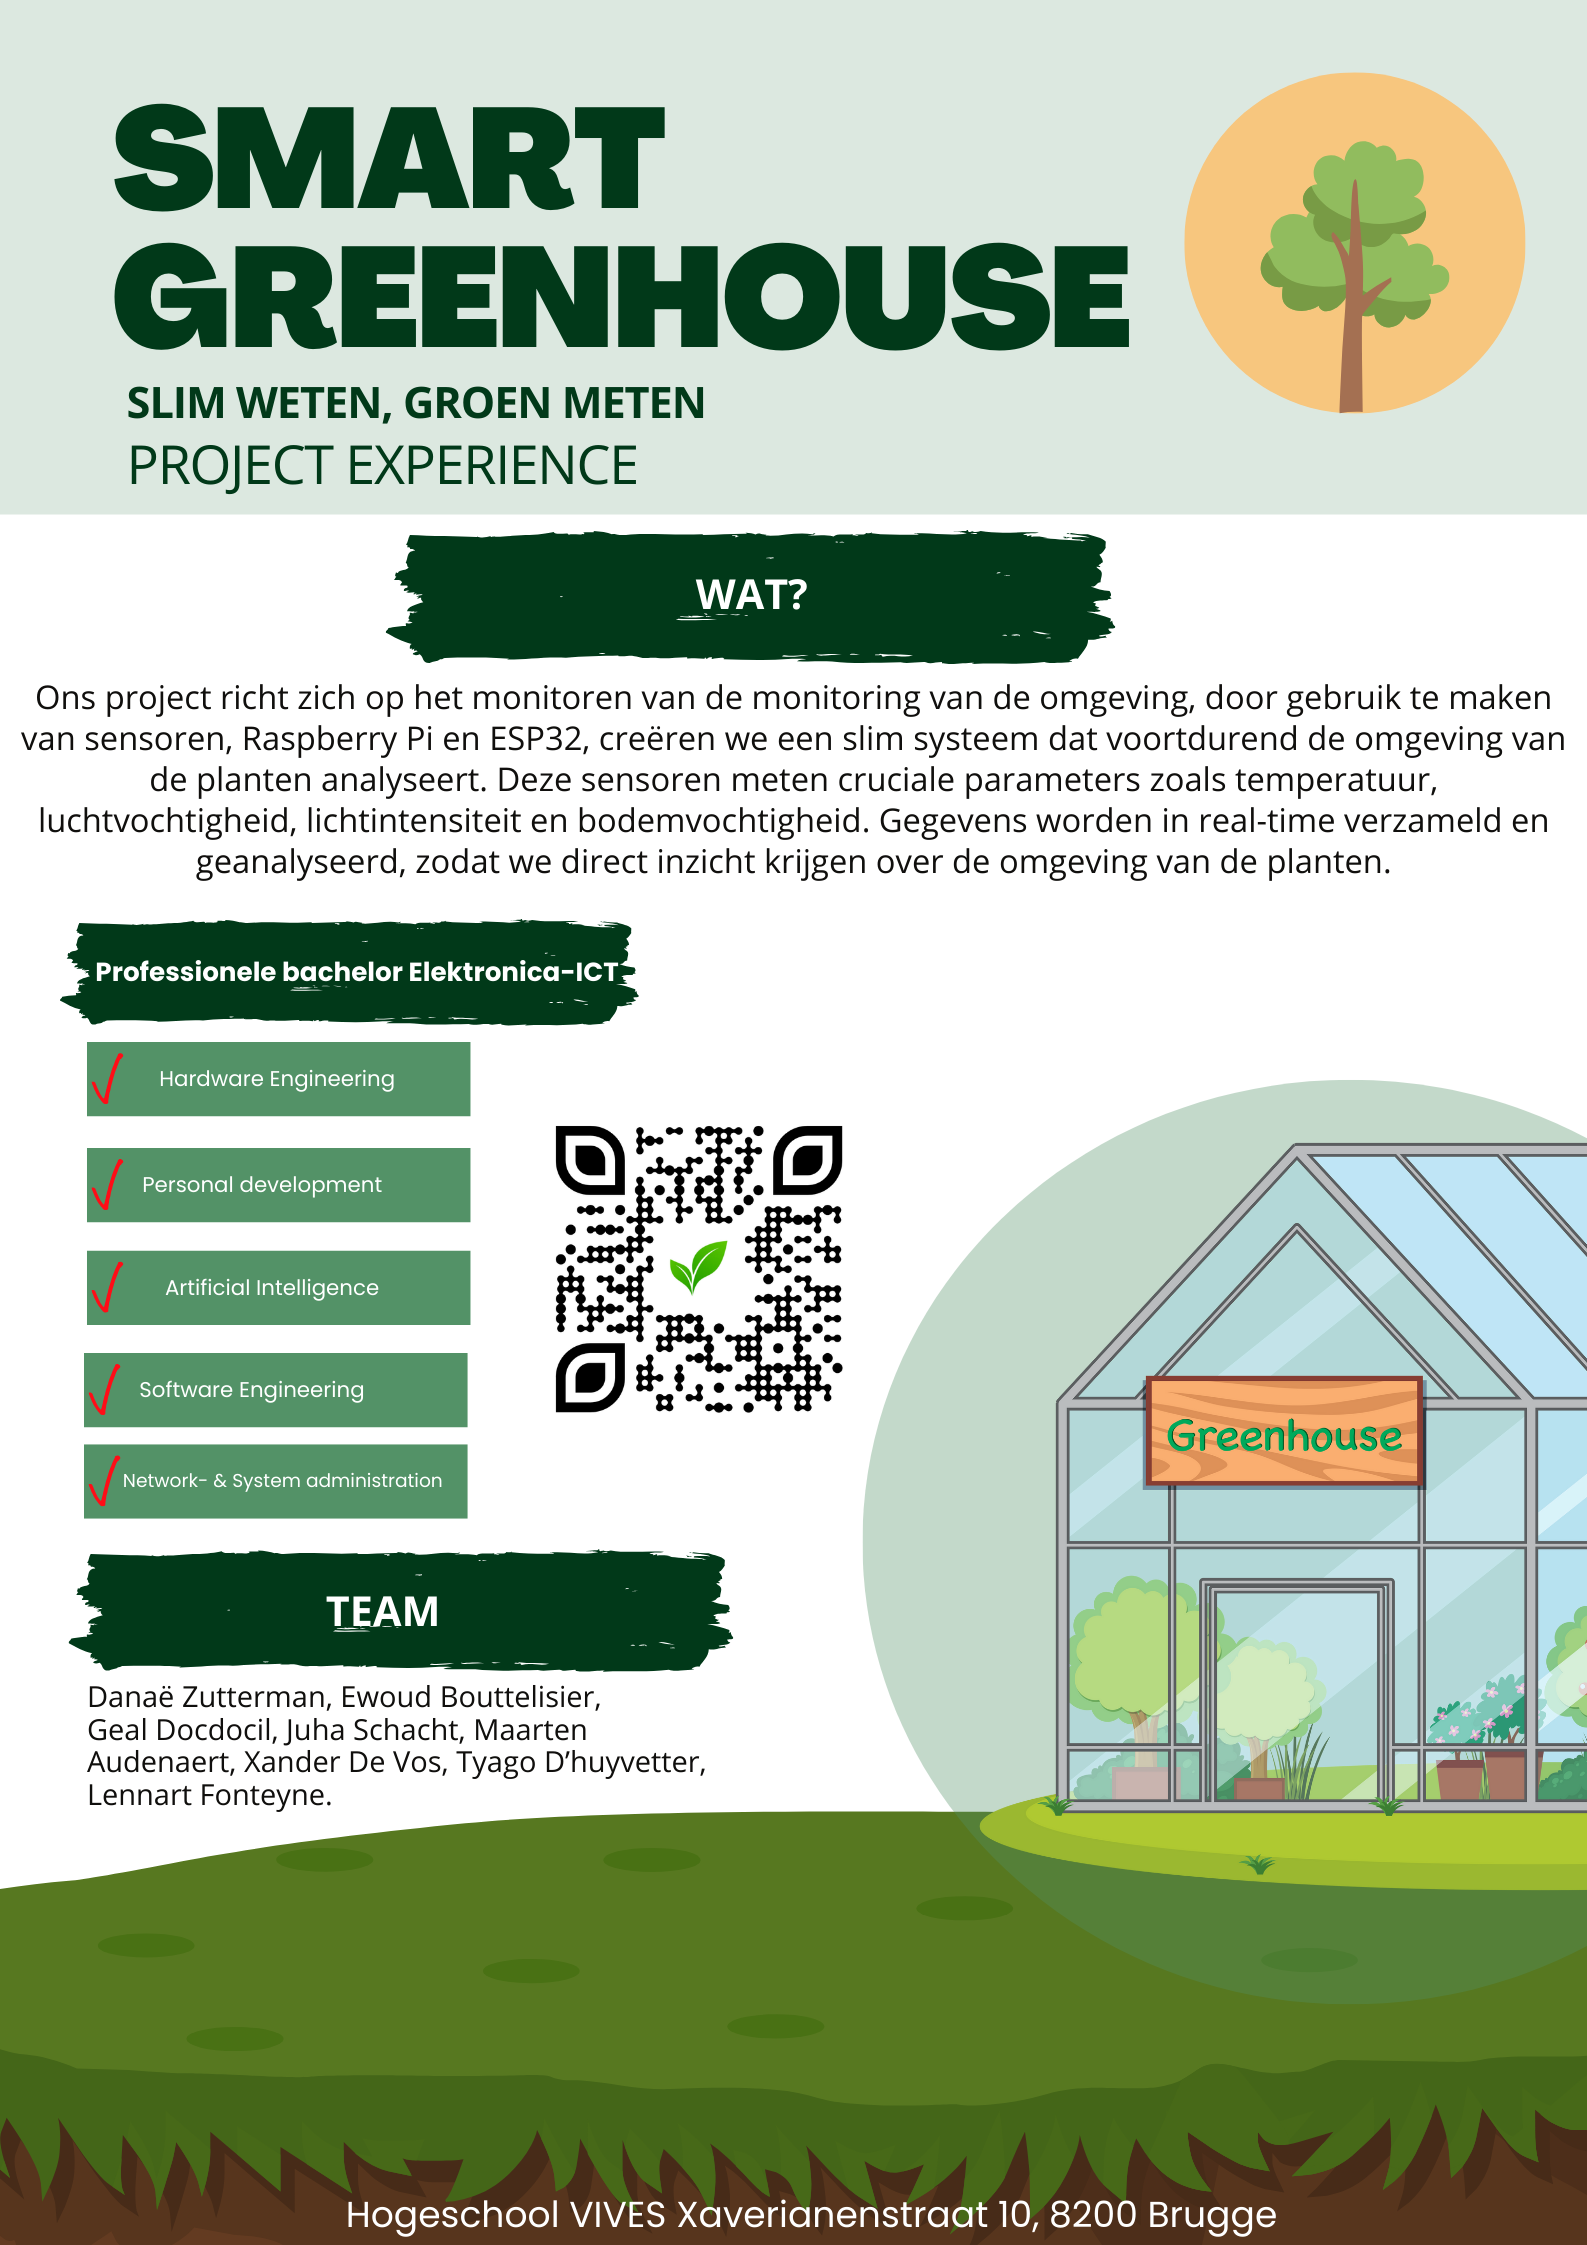 SMART
GREENHOUSE
SLIM WETEN, GROEN METEN
PROJECT EXPERIENCE
WAT?
Ons project richt zich op het monitoren van de monitoring van de omgeving, door gebruik te maken
van sensoren, Raspberry Pi en ESP32, creëren we een slim systeem dat voortdurend de omgeving van
de planten analyseert. Deze sensoren meten cruciale parameters zoals temperatuur,
luchtvochtigheid, lichtintensiteit en bodemvochtigheid. Gegevens worden in real-time verzameld en
geanalyseerd, zodat we direct inzicht krijgen over de omgeving van de planten.
Professionele bachelor Elektronica-ICT
Hardware Engineering
Personal development
Artificial Intelligence
Software Engineering
Network- & System administration
Greenhouse
TEAM
Danaë Zutterman, Ewoud Bouttelisier,
Geal Docdocil, Juha Schacht, Maarten
Audenaert, Xander De Vos, Tyago D’huyvetter,
Lennart Fonteyne.
Hogeschool VIVES Xaverianenstraat 10, 8200 Brugge